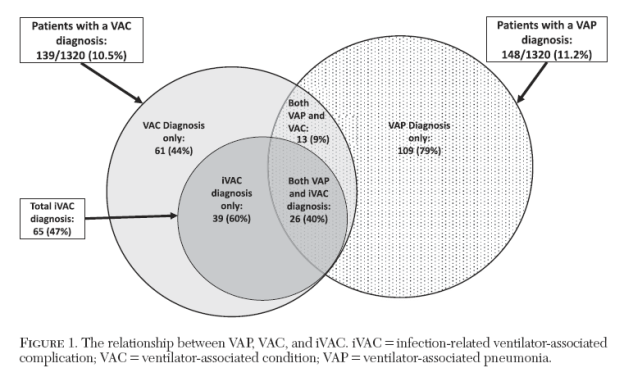 Patients with a VAC
diagnosis:
139/1320 (10.5%)
Patients with a VAP
diagnosis:
148/1320 (11.2%)
Both
VAP and
VAC:
13 (9%)
VAC Diagnosis
only:
61 (44%)
VAP Diagnosis
only:
109 (79%)
iVAC
diagnosis
only:
39 (60%)
Both VAP
and iVAC
diagnosis:
26 (40%)
Total iVAC
diagnosis:
65 (47%)
FIGURE 1. The relationship between VAP, VAC, and iVAC. iVAC = infection-related ventilator-associated
complication; VAC = ventilator-associated condition; VAP = ventilator-associated pneumonia.